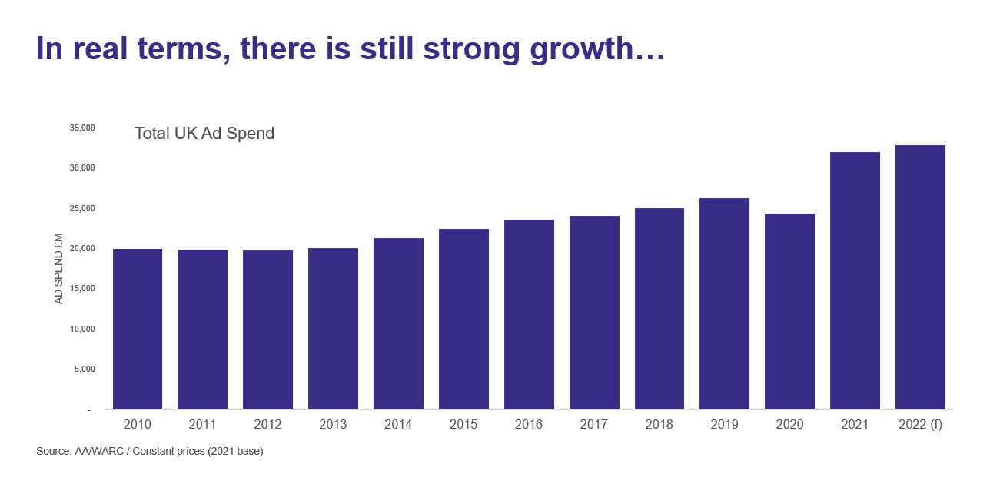 In real terms, there is still strong growth…
Total UK Ad Spend
AD SPEND £M
35,000
30,000
25,000
20,000
15,000
10,000
5,000
-
2010 2011 2012 2013 2014 2015 2016 2017 2018 2019 2020 2021 2022 (f)
Source: AA/WARC / Constant prices (2021 base)